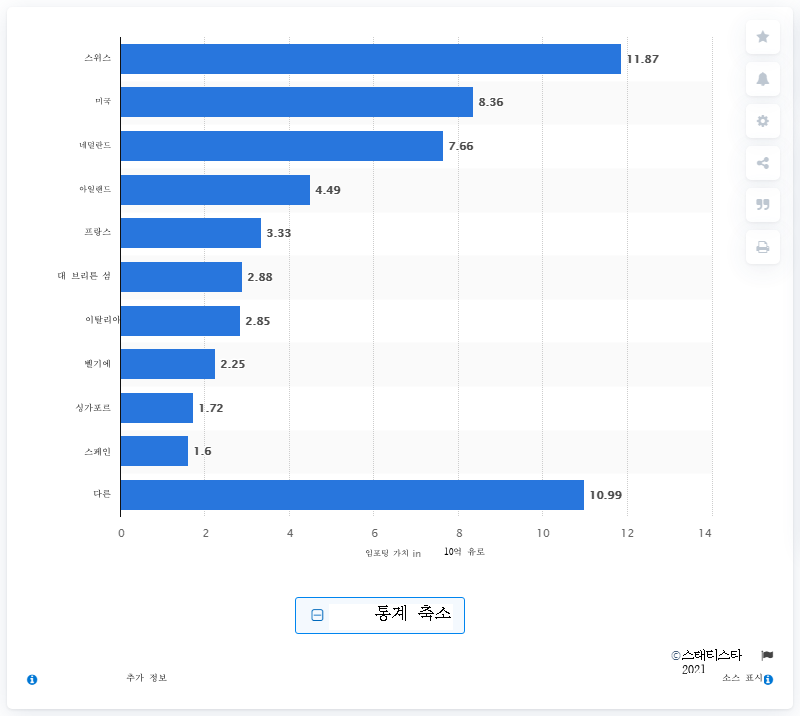 스위스 11.87
미국 8.36
네덜란드 7.66
아일랜드 4.49
프랑스 3.33
대 브리튼 섬 2.88
이탈리아 2.85
벨기에 2.25
싱가포르 1.72
스페인 1.6
다른 10.99
0 2 4 6 8 10 12 14
임포팅 가치 in 10억 유로
통계 축소
©스태티스타
2021
추가 정보 소스 표시